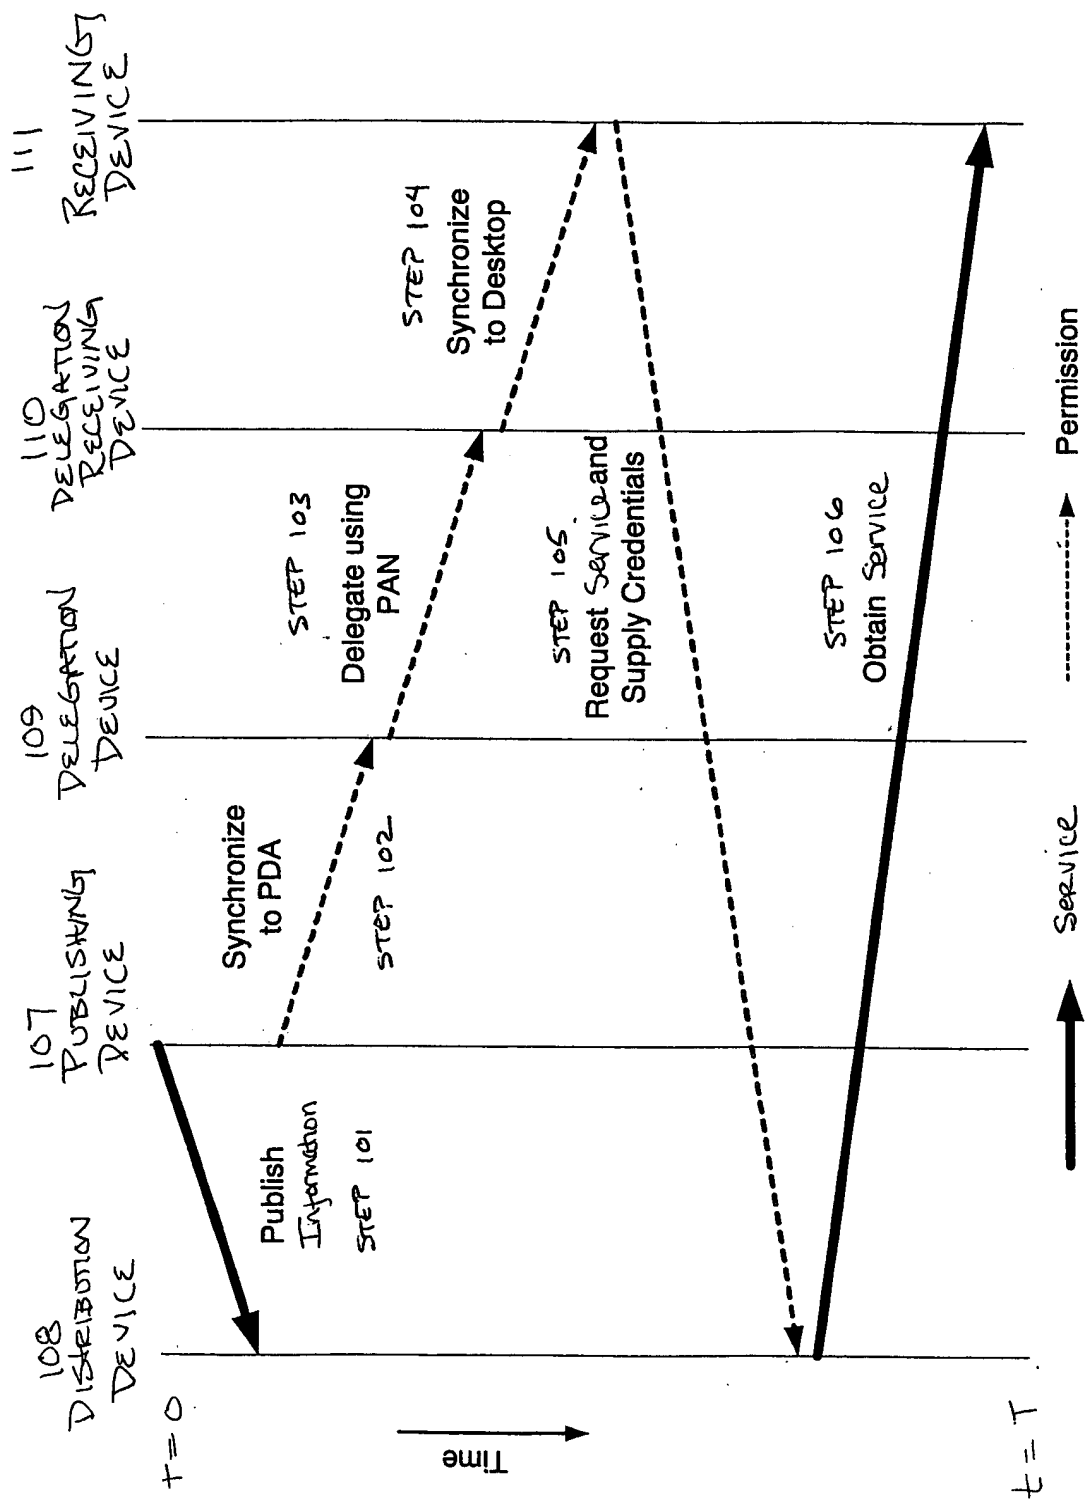 108
DISTRIBUTION
DEVICE
107
PUBLISHING
DEVICE
109
DELEGATION
DEVICE
110
DELEGATION
RECEIVING
DEVICE
111
RECEIVING
DEVICE
t=0
Publish
Information
STEP 101
Synchronize
to PDA
STEP 102
STEP 103
Delegate using
PAN
STEP 104
Synchronize
to Desktop
Time
STEP 105.
Request Service and
Supply Credentials
STEP 106
Obtain Service
t=T
Service
Permission